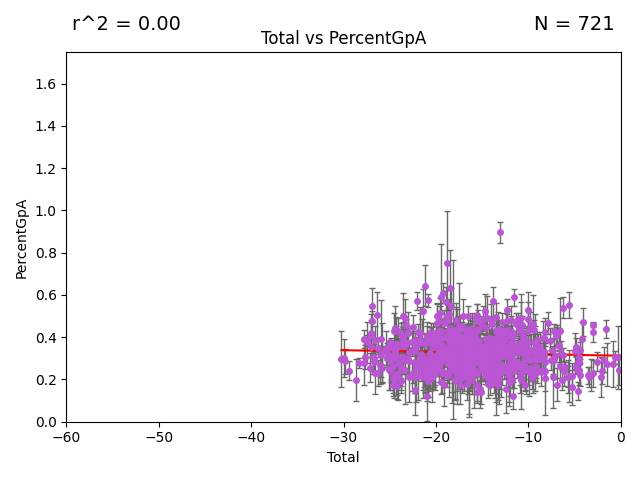 r^2 = 0.00
N = 721
Total vs PercentGpA
PercentGpA
1.6
1.4
1.2
1.0
0.8
0.6
0.4
0.2
0.0
−60 −50 −40 −30 −20 −10 0
Total